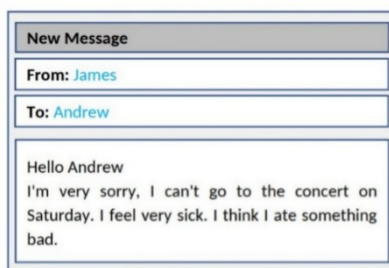 New Message
From: James
To: Andrew
Hello Andrew
I'm very sorry, I can't go to the concert on
Saturday. I feel very sick. I think I ate something
bad.